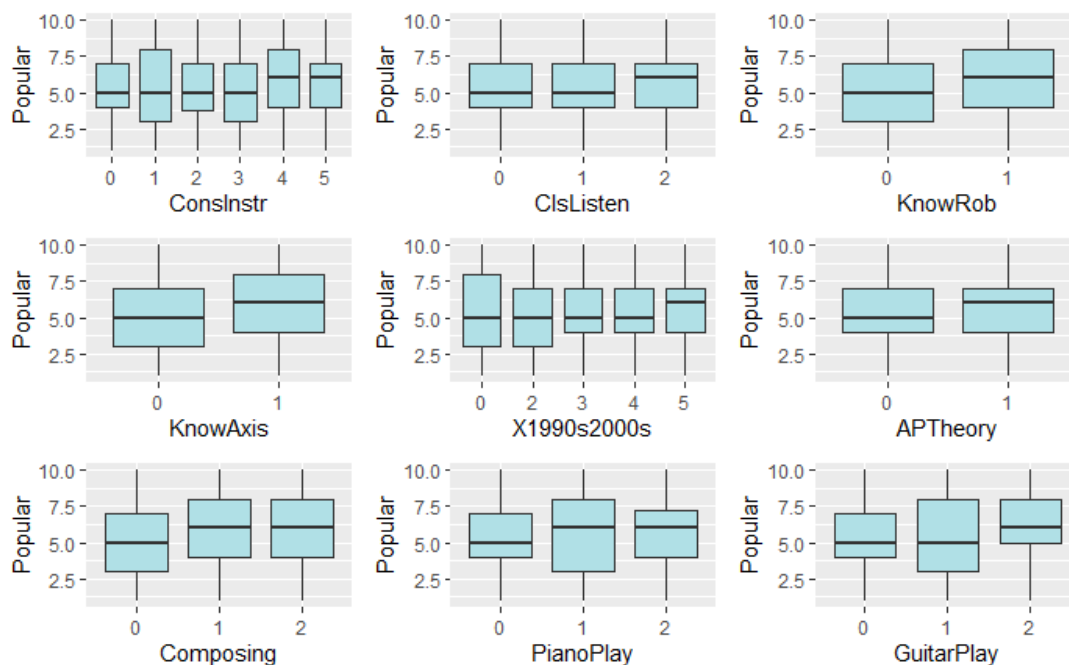 Popular
10.0
7.5
5.0
2.5
0 1 2 3 4 5
ConsInstr
Popular
10.0
7.5
5.0
2.5
0 1 2
ClsListen
Popular
10.0
7.5
5.0
2.5
0 1
KnowRob
Popular
10.0
7.5
5.0
2.5
0 1
KnowAxis
Popular
10.0
7.5
5.0
2.5
0 2 3 4 5
X1990s2000s
Popular
10.0
7.5
5.0
2.5
0 1
APTheory
Popular
10.0
7.5
5.0
2.5
0 1 2
Composing
Popular
10.0
7.5
5.0
2.5
0 1 2
PianoPlay
Popular
10.0
7.5
5.0
2.5
0 1 2
GuitarPlay